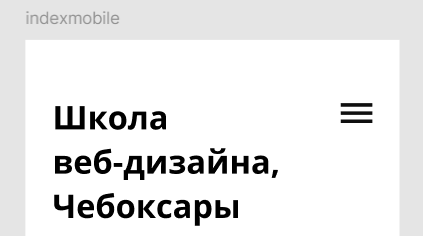 indexmobile
Школа
веб-дизайна,
Чебоксары